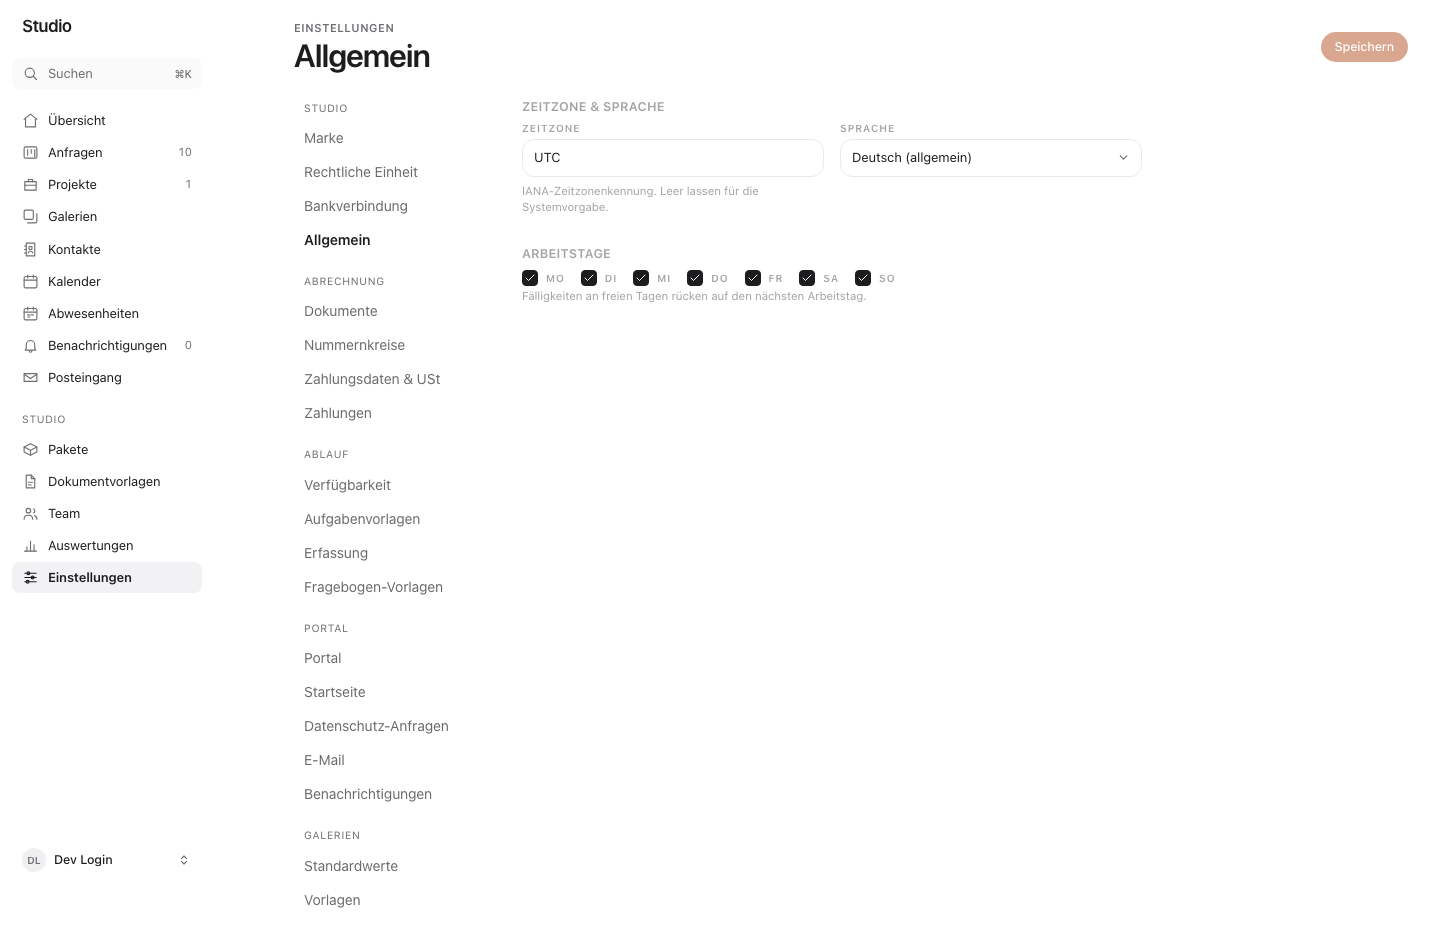 Studio
Suchen ⌘K
Übersicht
Anfragen 10
Projekte 1
Galerien
Kontakte
Kalender
Abwesenheiten
Benachrichtigungen 0
Posteingang
STUDIO
Pakete
Dokumentvorlagen
Team
Auswertungen
Einstellungen
DL Dev Login
EINSTELLUNGEN
Allgemein
Speichern
STUDIO
Marke
Rechtliche Einheit
Bankverbindung
Allgemein
ABRECHNUNG
Dokumente
Nummernkreise
Zahlungsdaten & USt
Zahlungen
ABLAUF
Verfügbarkeit
Aufgabenvorlagen
Erfassung
Fragebogen-Vorlagen
PORTAL
Portal
Startseite
Datenschutz-Anfragen
E-Mail
Benachrichtigungen
GALERIEN
Standardwerte
Vorlagen
ZEITZONE & SPRACHE
ZEITZONE
UTC
IANA-Zeitzonenkennung. Leer lassen für die
Systemvorgabe.
SPRACHE
Deutsch (allgemein)
ARBEITSTAGE
MO DI MI DO FR SA SO
Fälligkeiten an freien Tagen rücken auf den nächsten Arbeitstag.